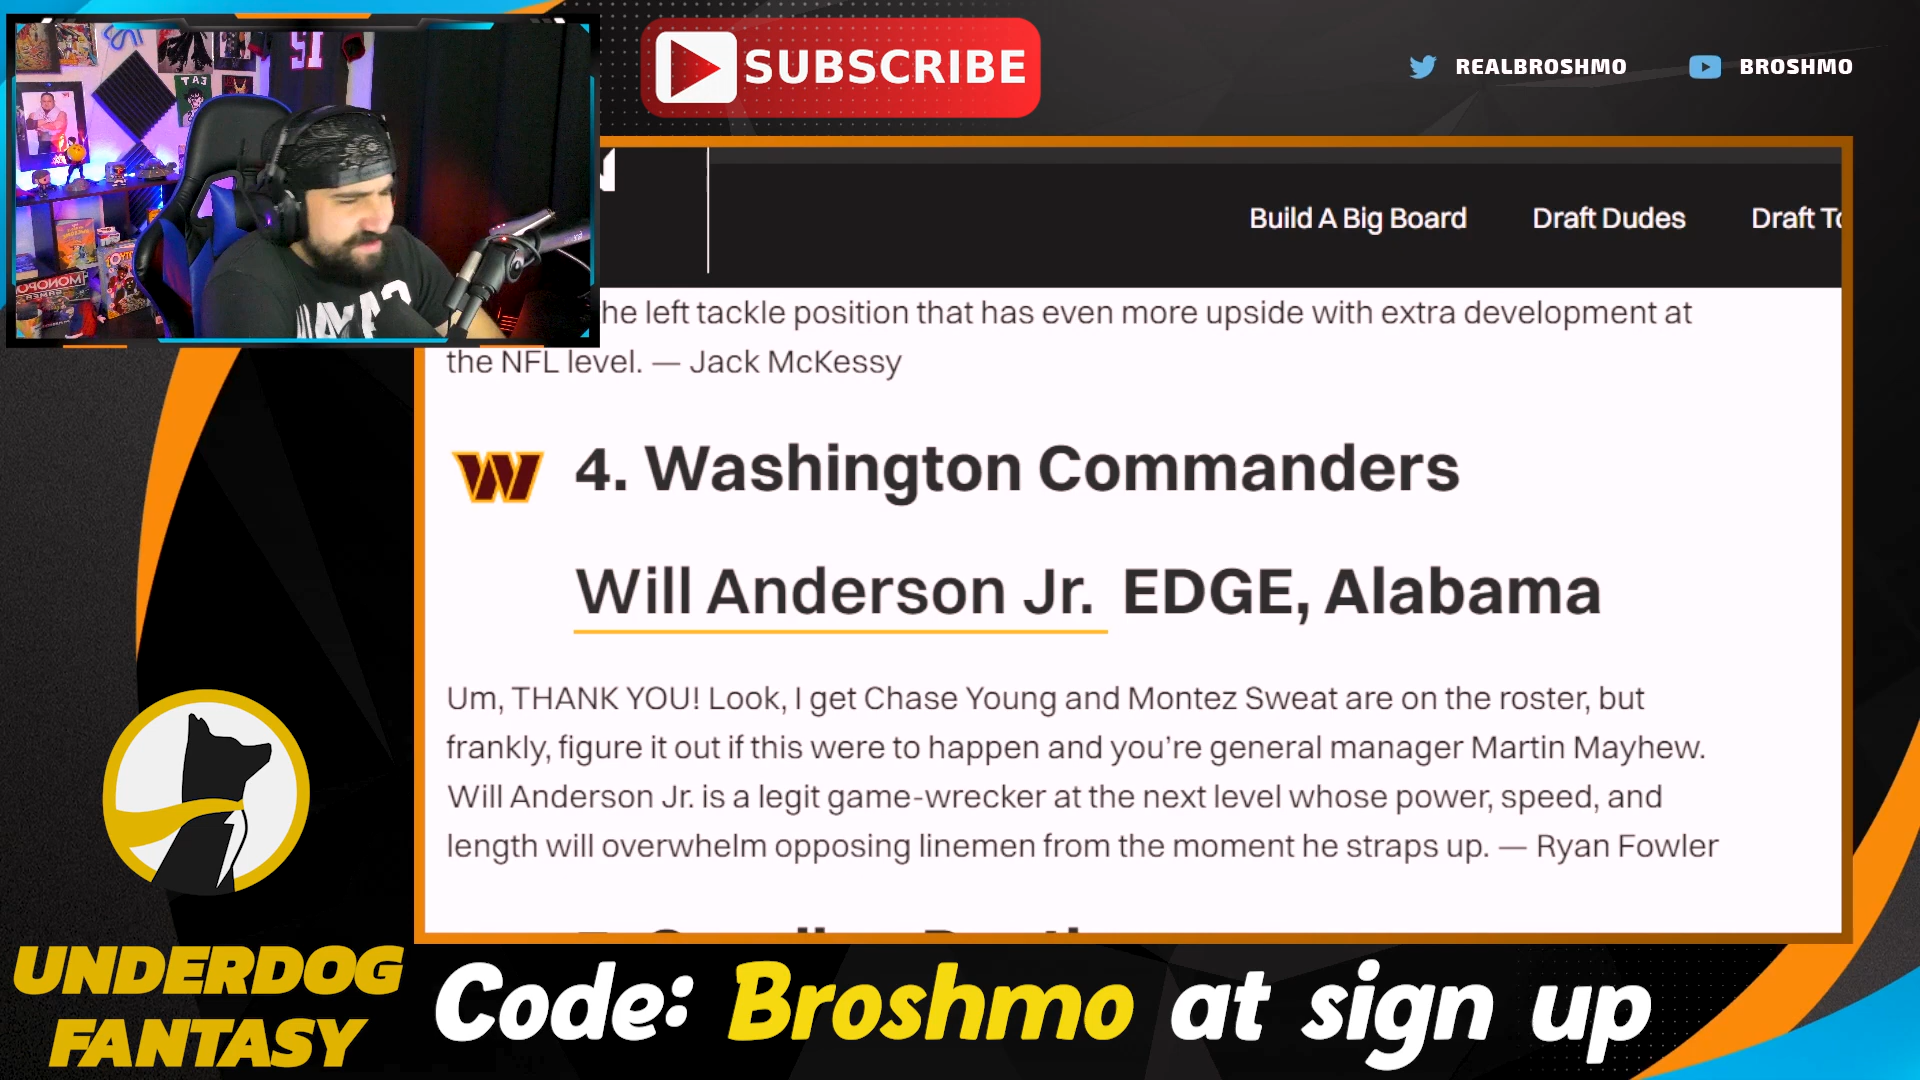 SUBSCRIBE
REALBROSHMO
BROSHMO
Build A Big Board
Draft Dudes
he left tackle position that has even more upside with extra development at
the NFL level. — Jack McKessy
4. Washington Commanders
Will Anderson Jr. EDGE, Alabama
Um, THANK YOU! Look, I get Chase Young and Montez Sweat are on the roster, but
frankly, figure it out if this were to happen and you’re general manager Martin Mayhew.
Will Anderson Jr. is a legit game-wrecker at the next level whose power, speed, and
length will overwhelm opposing linemen from the moment he straps up. — Ryan Fowler
UNDERDOG
FANTASY
Code: Broshmo at sign up